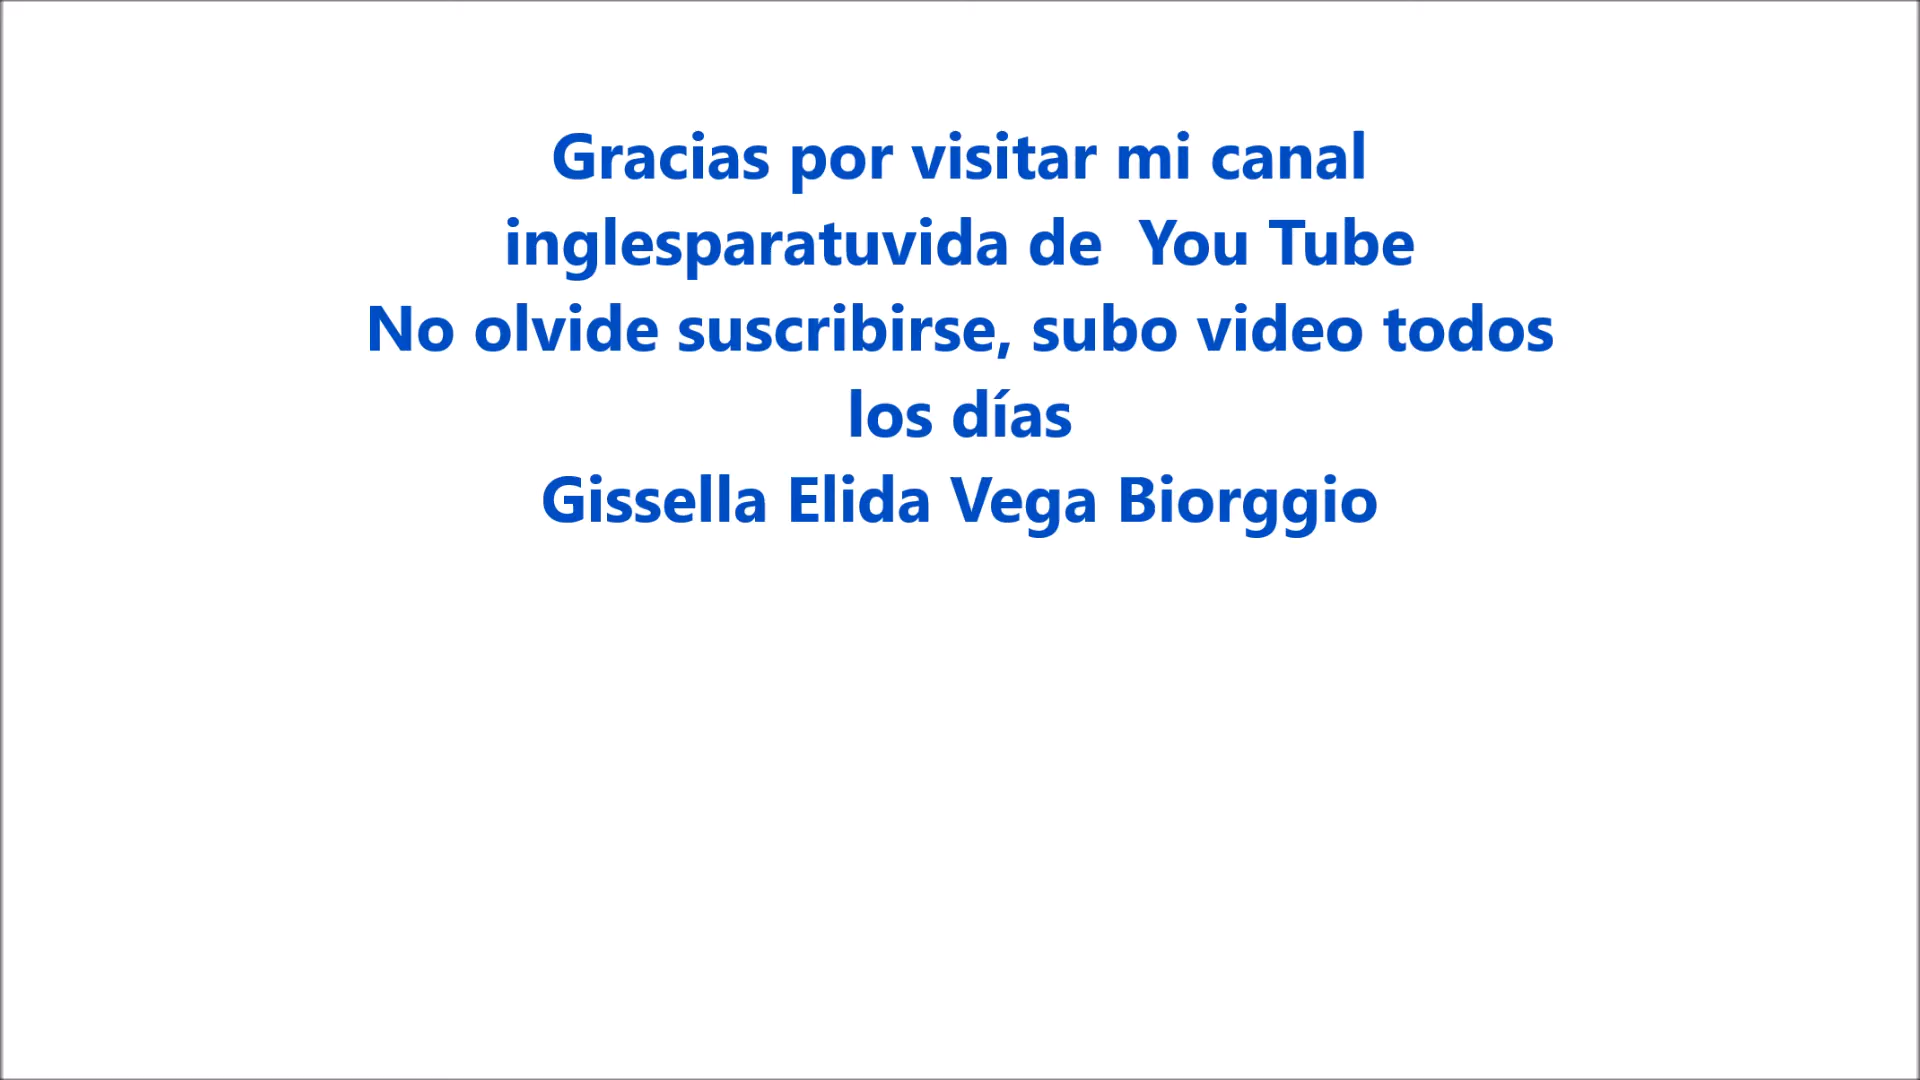 Gracias por visitar mi canal
inglesparatuvida de  You Tube
No olvide suscribirse, subo video todos
los días
Gissella Elida Vega Biorggio